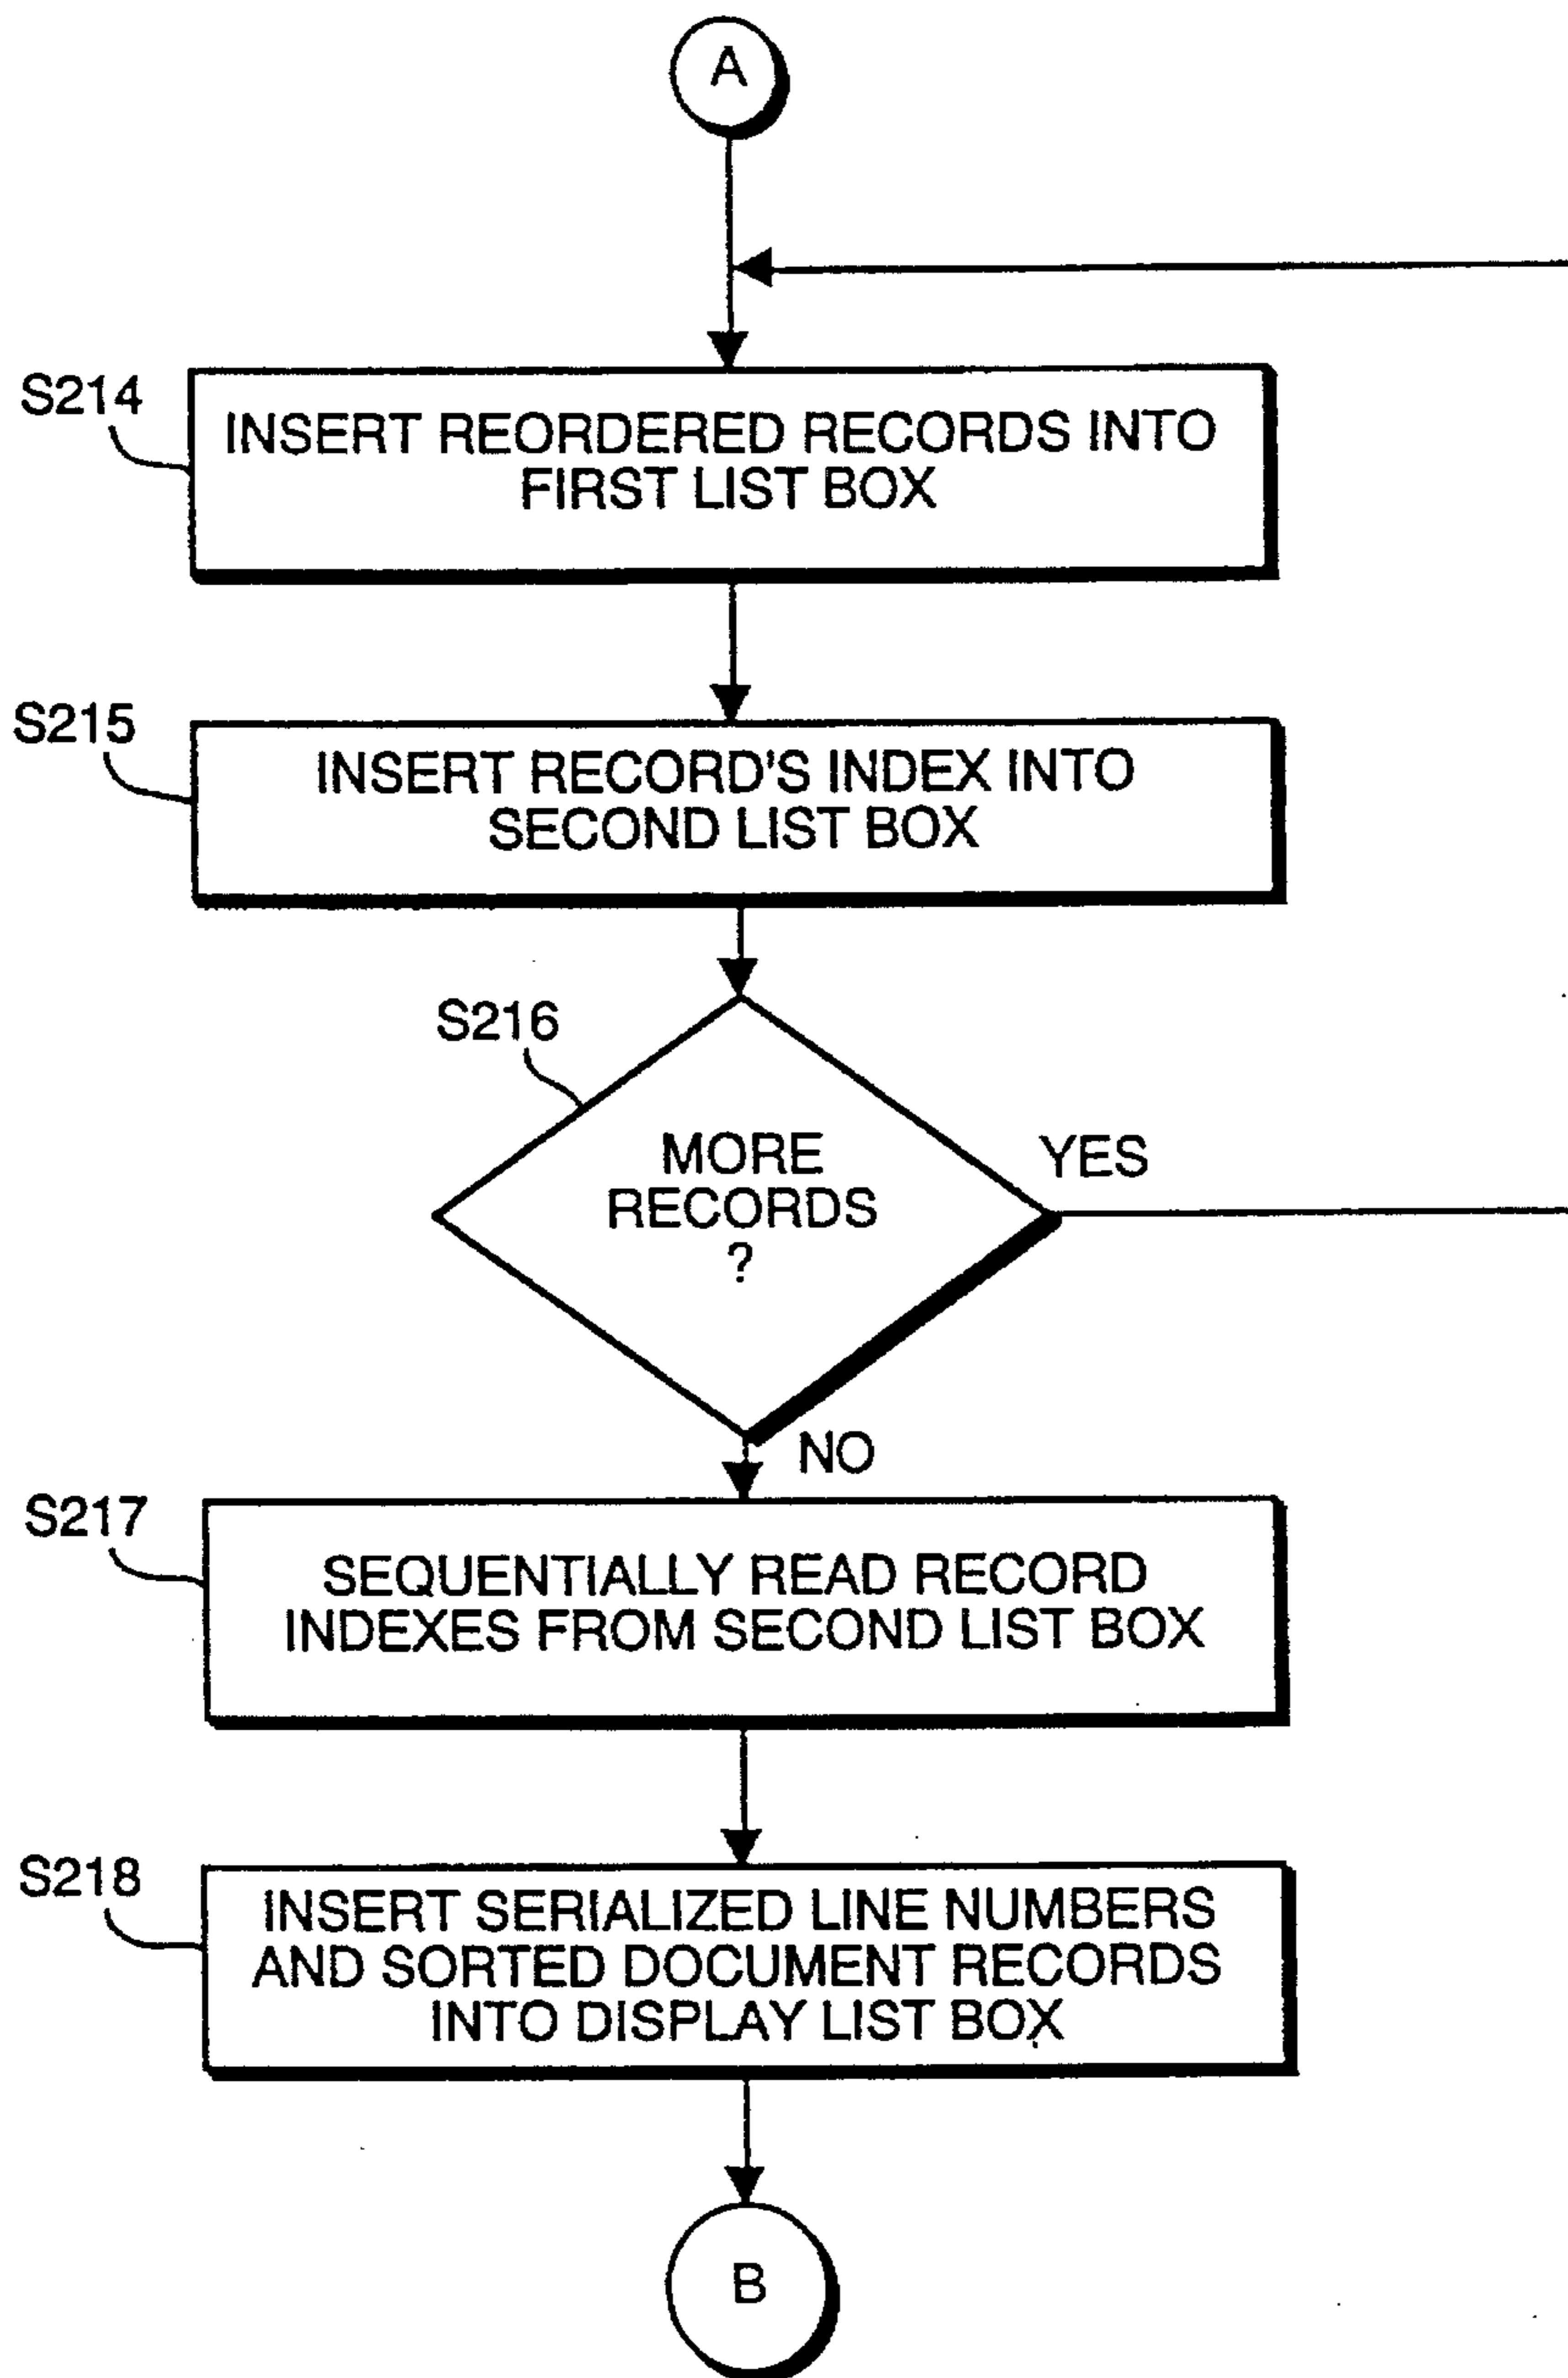 A
S214
INSERT REORDERED RECORDS INTO
FIRST LIST BOX
S215
INSERT RECORD'S INDEX INTO
SECOND LIST BOX
S216
MORE
RECORDS
?
YES
NO
S217
SEQUENTIALLY READ RECORD
INDEXES FROM SECOND LIST BOX
S218
INSERT SERIALIZED LINE NUMBERS
AND SORTED DOCUMENT RECORDS
INTO DISPLAY LIST BOX
B